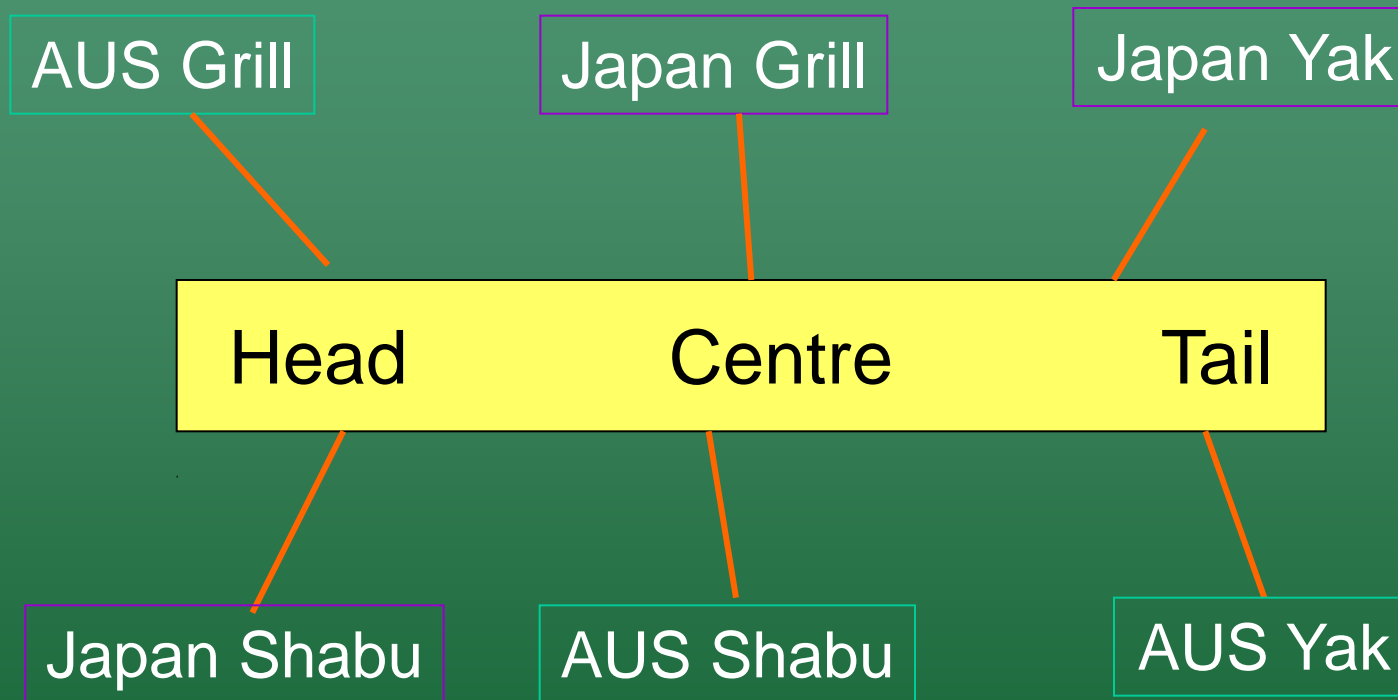 AUS Grill
Japan Grill
Japan Yak
Head
Centre
Tail
Japan Shabu
AUS Shabu
AUS Yak